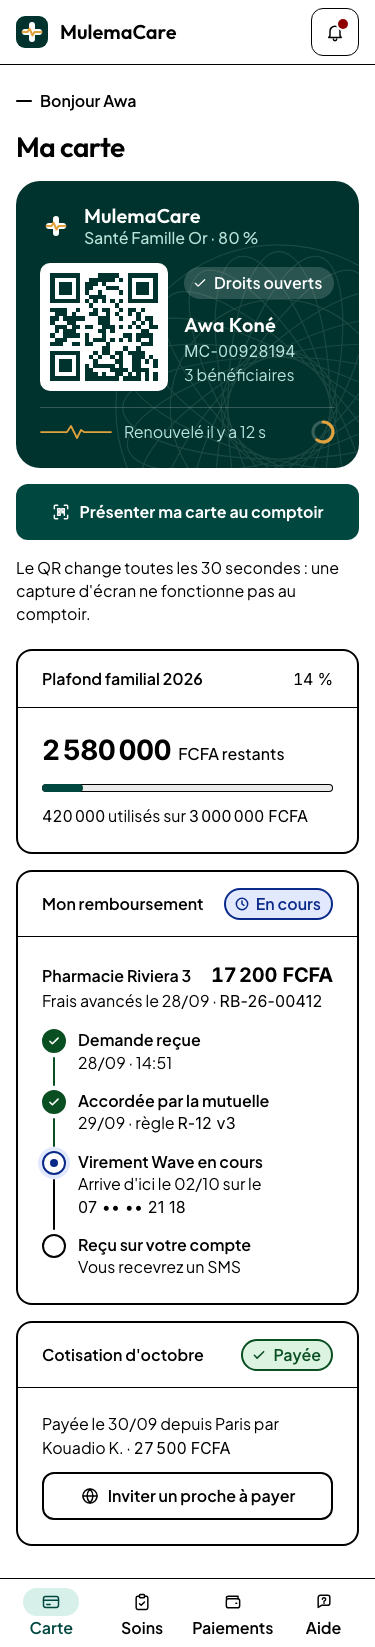 MulemaCare
Bonjour Awa
Ma carte
MulemaCare
Santé Famille Or · 80 %
Droits ouverts
Awa Koné
MC-00928194
3 bénéficiaires
Renouvelé il y a 12 s
Présenter ma carte au comptoir
Le QR change toutes les 30 secondes : une
capture d'écran ne fonctionne pas au
comptoir.
Plafond familial 2026 14 %
2 580 000 FCFA restants
420 000 utilisés sur 3 000 000 FCFA
Mon remboursement En cours
Pharmacie Riviera 3 17 200 FCFA
Frais avancés le 28/09 · RB-26-00412
Demande reçue
28/09 · 14:51
Accordée par la mutuelle
29/09 · règle R-12 v3
Virement Wave en cours
Arrive d'ici le 02/10 sur le
07 •• •• 21 18
Reçu sur votre compte
Vous recevrez un SMS
Cotisation d'octobre Payée
Payée le 30/09 depuis Paris par
Kouadio K. · 27 500 FCFA
Inviter un proche à payer
Carte Soins Paiements Aide